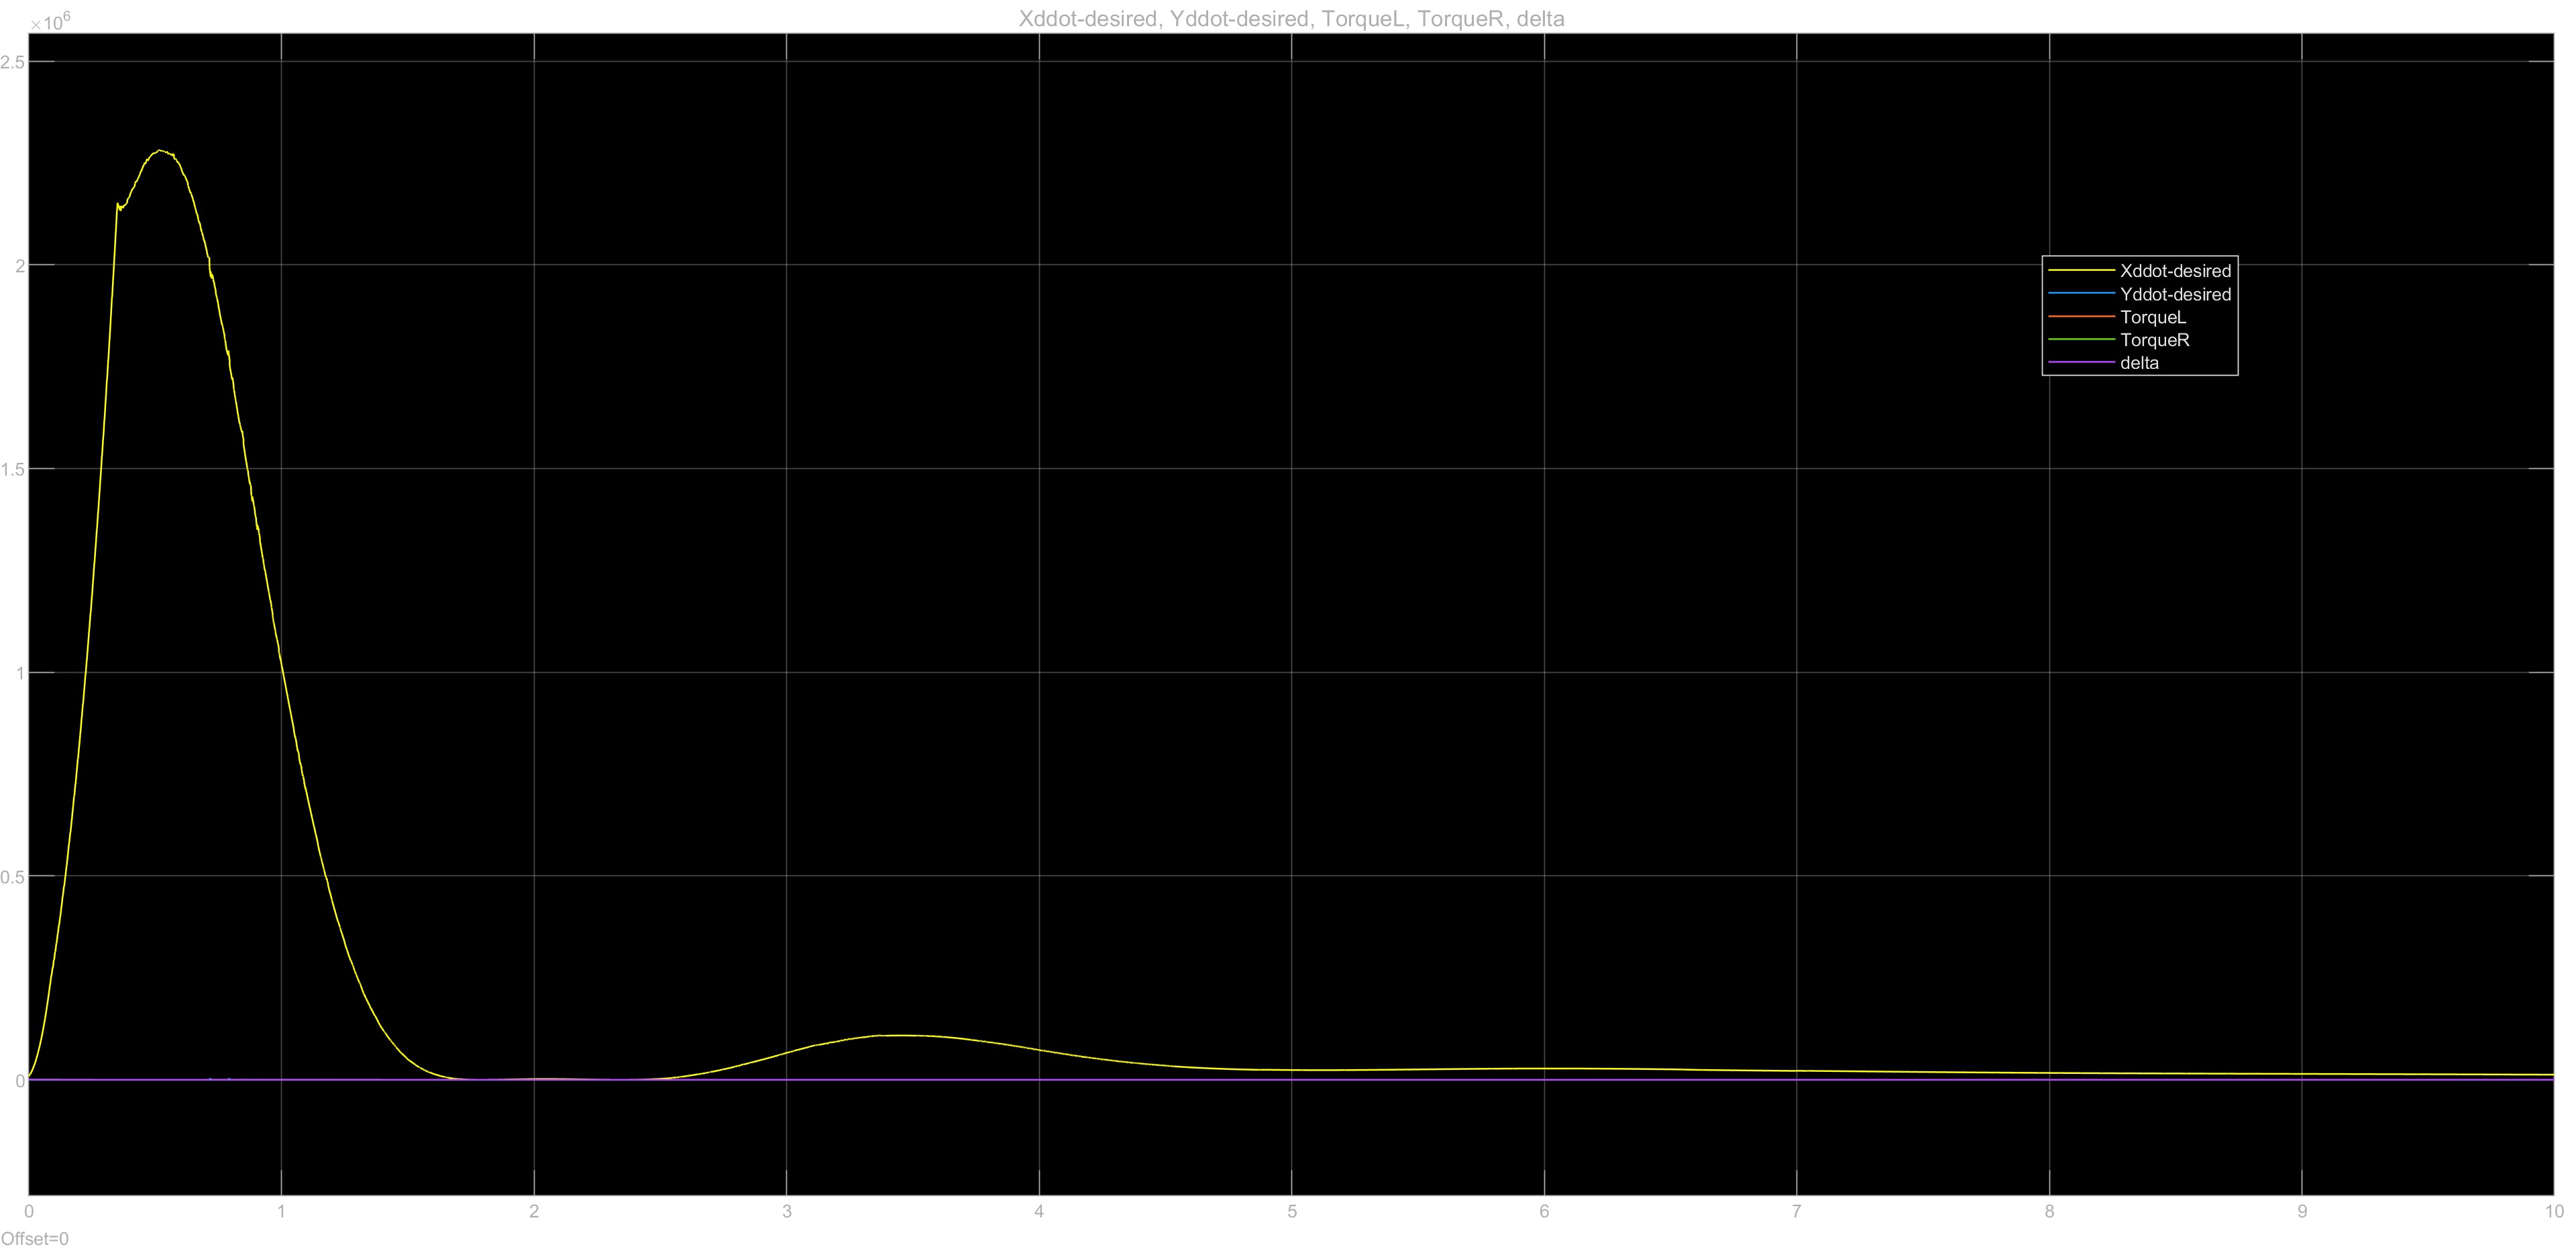 Xddot-desired, Yddot-desired, TorqueL, TorqueR, delta
×10⁶
2.5
2
1.5
1
0.5
0
Xddot-desired
Yddot-desired
TorqueL
TorqueR
delta
0 1 2 3 4 5 6 7 8 9 10
Offset=0